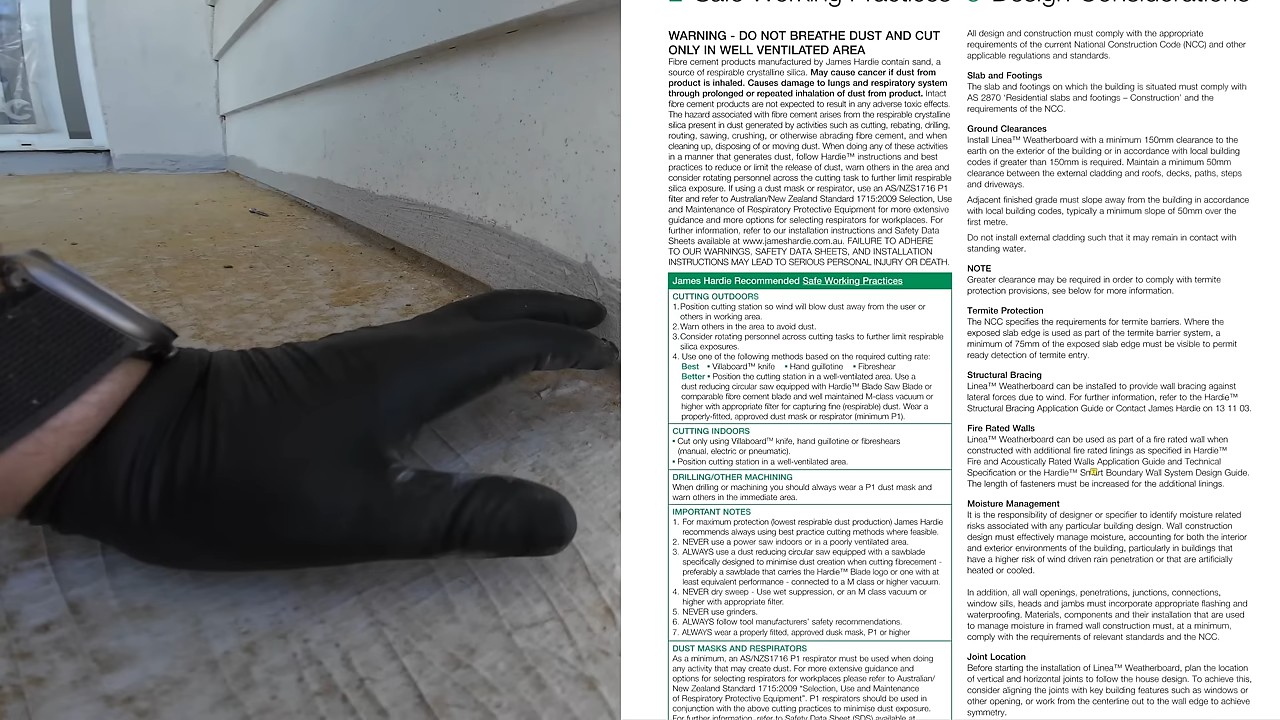 WARNING - DO NOT BREATHE DUST AND CUT
ONLY IN WELL VENTILATED AREA
Fibre cement products manufactured by James Hardie contain sand, a
source of respirable crystalline silica. May cause cancer if dust from
product is inhaled. Causes damage to lungs and respiratory system
through prolonged or repeated inhalation of dust from product. Intact
fibre cement products are not expected to result in any adverse toxic effects.
The hazard associated with fibre cement arises from the respirable crystalline
silica present in dust generated by activities such as cutting, rebating, drilling,
routing, sawing, crushing, or otherwise abrading fibre cement, and when
cleaning up, disposing of or moving dust. When doing any of these activities
in a manner that generates dust, follow Hardie™ instructions and best
practices to reduce or limit the release of dust, warn others in the area and
consider rotating personnel across the cutting task to further limit respirable
silica exposure. If using a dust mask or respirator, use an AS/NZS1716 P1
filter and refer to Australian/New Zealand Standard 1715:2009 Selection, Use
and Maintenance of Respiratory Protective Equipment for more extensive
guidance and more options for selecting respirators for workplaces. For
further information, refer to our installation instructions and Safety Data
Sheets available at www.jameshardie.com.au. FAILURE TO ADHERE
TO OUR WARNINGS, SAFETY DATA SHEETS, AND INSTALLATION
INSTRUCTIONS MAY LEAD TO SERIOUS PERSONAL INJURY OR DEATH.
James Hardie Recommended Safe Working Practices
CUTTING OUTDOORS
1. Position cutting station so wind will blow dust away from the user or
others in working area.
2. Warn others in the area to avoid dust.
3. Consider rotating personnel across cutting tasks to further limit respirable
silica exposures.
4. Use one of the following methods based on the required cutting rate:
Best • Villaboard™ knife • Hand guillotine • Fibreshear
Better • Position the cutting station in a well-ventilated area. Use a
dust reducing circular saw equipped with Hardie™ Blade Saw Blade or
comparable fibre cement blade and well maintained M-class vacuum or
higher with appropriate filter for capturing fine (respirable) dust. Wear a
properly-fitted, approved dust mask or respirator (minimum P1).
CUTTING INDOORS
• Cut only using Villaboard™ knife, hand guillotine or fibreshears
(manual, electric or pneumatic).
• Position cutting station in a well-ventilated area.
DRILLING/OTHER MACHINING
When drilling or machining you should always wear a P1 dust mask and
warn others in the immediate area.
IMPORTANT NOTES
1. For maximum protection (lowest respirable dust production) James Hardie
recommends always using best practice cutting methods where feasible.
2. NEVER use a power saw indoors or in a poorly ventilated area.
3. ALWAYS use a dust reducing circular saw equipped with a sawblade
specifically designed to minimise dust creation when cutting fibrecement -
preferably a sawblade that carries the Hardie™ Blade logo or one with at
least equivalent performance - connected to a M class or higher vacuum.
4. NEVER dry sweep - Use wet suppression, or an M class vacuum or
higher with appropriate filter.
5. NEVER use grinders.
6. ALWAYS follow tool manufacturers' safety recommendations.
7. ALWAYS wear a properly fitted, approved dusk mask, P1 or higher
DUST MASKS AND RESPIRATORS
As a minimum, an AS/NZS1716 P1 respirator must be used when doing
any activity that may create dust. For more extensive guidance and
options for selecting respirators for workplaces please refer to Australian/
New Zealand Standard 1715:2009 "Selection, Use and Maintenance
of Respiratory Protective Equipment". P1 respirators should be used in
conjunction with the above cutting practices to minimise dust exposure.
For further information, refer to Safety Data Sheet (SDS) available at
All design and construction must comply with the appropriate
requirements of the current National Construction Code (NCC) and other
applicable regulations and standards.
Slab and Footings
The slab and footings on which the building is situated must comply with
AS 2870 'Residential slabs and footings – Construction' and the
requirements of the NCC.
Ground Clearances
Install Linea™ Weatherboard with a minimum 150mm clearance to the
earth on the exterior of the building or in accordance with local building
codes if greater than 150mm is required. Maintain a minimum 50mm
clearance between the external cladding and roofs, decks, paths, steps
and driveways.
Adjacent finished grade must slope away from the building in accordance
with local building codes, typically a minimum slope of 50mm over the
first metre.
Do not install external cladding such that it may remain in contact with
standing water.
NOTE
Greater clearance may be required in order to comply with termite
protection provisions, see below for more information.
Termite Protection
The NCC specifies the requirements for termite barriers. Where the
exposed slab edge is used as part of the termite barrier system, a
minimum of 75mm of the exposed slab edge must be visible to permit
ready detection of termite entry.
Structural Bracing
Linea™ Weatherboard can be installed to provide wall bracing against
lateral forces due to wind. For further information, refer to the Hardie™
Structural Bracing Application Guide or Contact James Hardie on 13 11 03.
Fire Rated Walls
Linea™ Weatherboard can be used as part of a fire rated wall when
constructed with additional fire rated linings as specified in Hardie™
Fire and Acoustically Rated Walls Application Guide and Technical
Specification or the Hardie™ Smart Boundary Wall System Design Guide.
The length of fasteners must be increased for the additional linings.
Moisture Management
It is the responsibility of designer or specifier to identify moisture related
risks associated with any particular building design. Wall construction
design must effectively manage moisture, accounting for both the interior
and exterior environments of the building, particularly in buildings that
have a higher risk of wind driven rain penetration or that are artificially
heated or cooled.
In addition, all wall openings, penetrations, junctions, connections,
window sills, heads and jambs must incorporate appropriate flashing and
waterproofing. Materials, components and their installation that are used
to manage moisture in framed wall construction must, at a minimum,
comply with the requirements of relevant standards and the NCC.
Joint Location
Before starting the installation of Linea™ Weatherboard, plan the location
of vertical and horizontal joints to follow the house design. To achieve this,
consider aligning the joints with key building features such as windows or
other opening, or work from the centerline out to the wall edge to achieve
symmetry.